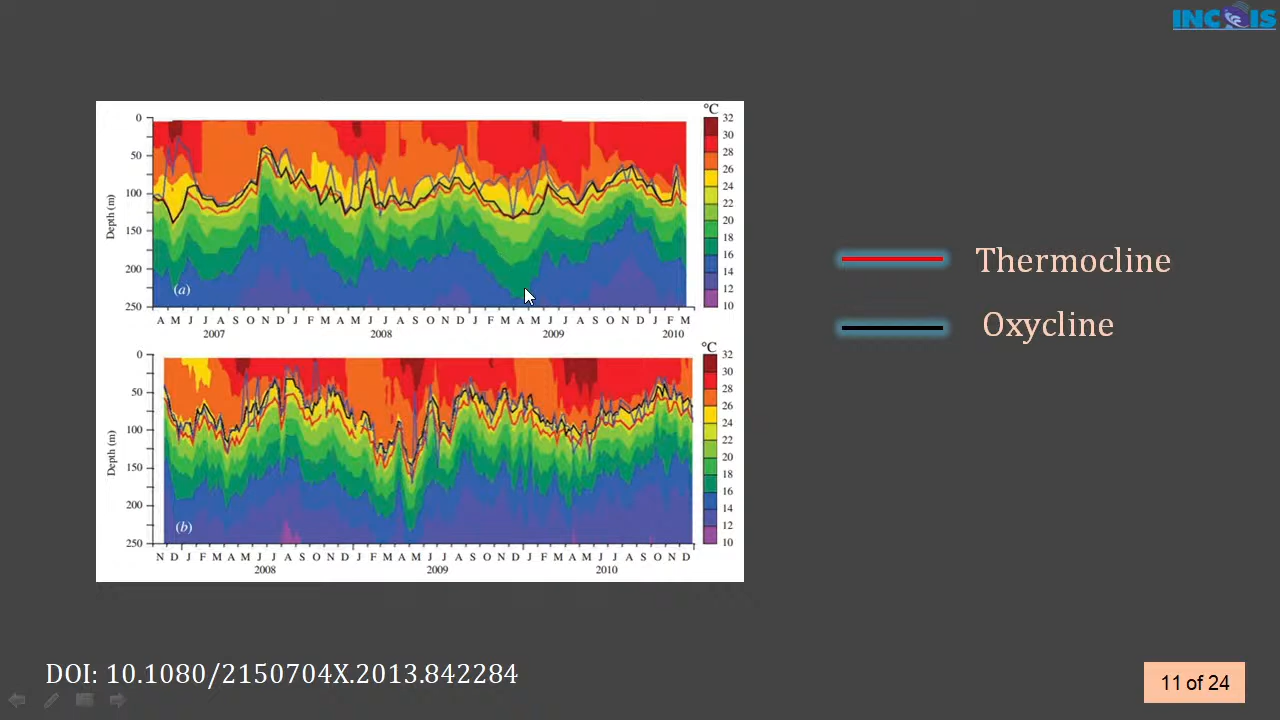 INCOIS
°C
0
50
100
150
200
250
Depth (m)
(a)
32
30
28
26
24
22
20
18
16
14
12
10
A M J J A S O N D J F M A M J J A S O N D J F M A M J J A S O N D J F M
2007 2008 2009 2010
°C
0
50
100
150
200
250
Depth (m)
(b)
32
30
28
26
24
22
20
18
16
14
12
10
N D J F M A M J J A S O N D J F M A M J J A S O N D J F M A M J J A S O N D
2008 2009 2010
Thermocline
Oxycline
DOI: 10.1080/2150704X.2013.842284
11 of 24